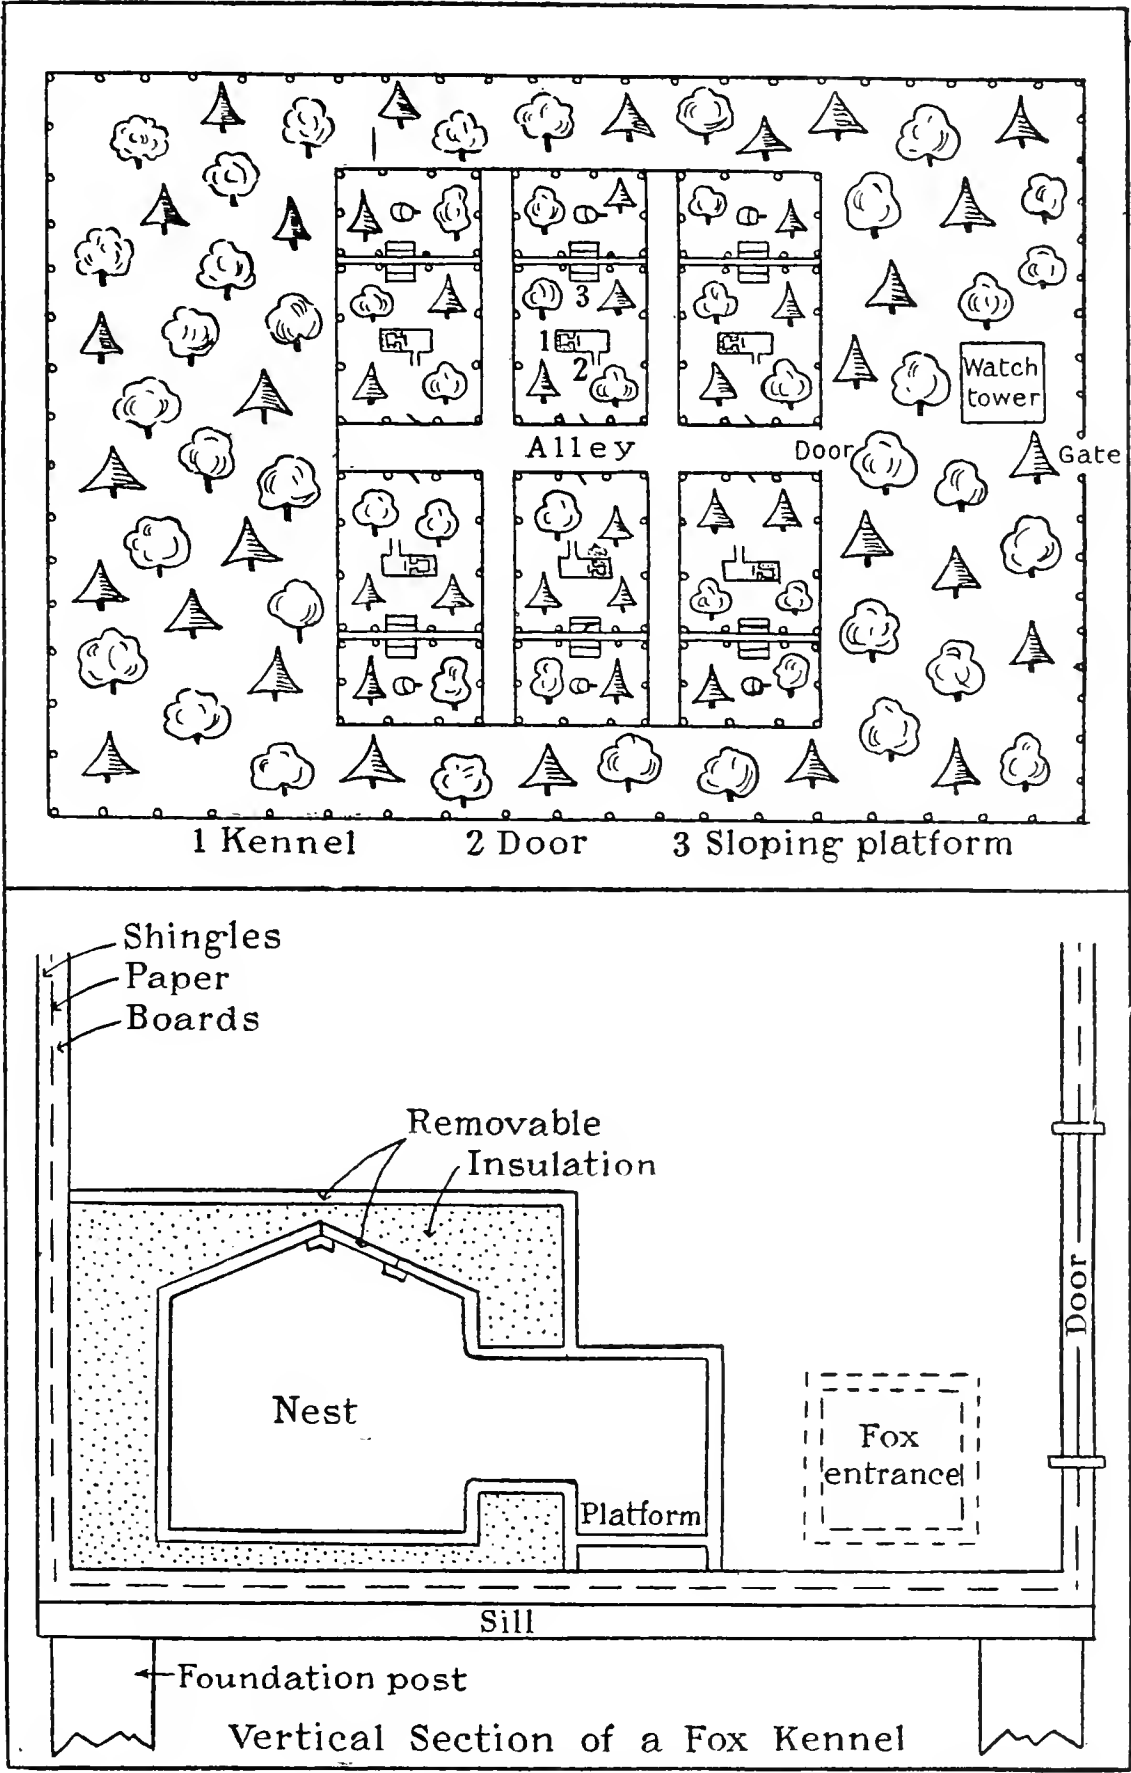 3
1
2
Watch
tower
Alley
Door
Gate
1 Kennel 2 Door 3 Sloping platform
Shingles
Paper
Boards
Removable
Insulation
Door
Nest
Fox
entrance
Platform
Sill
Foundation post
Vertical Section of a Fox Kennel